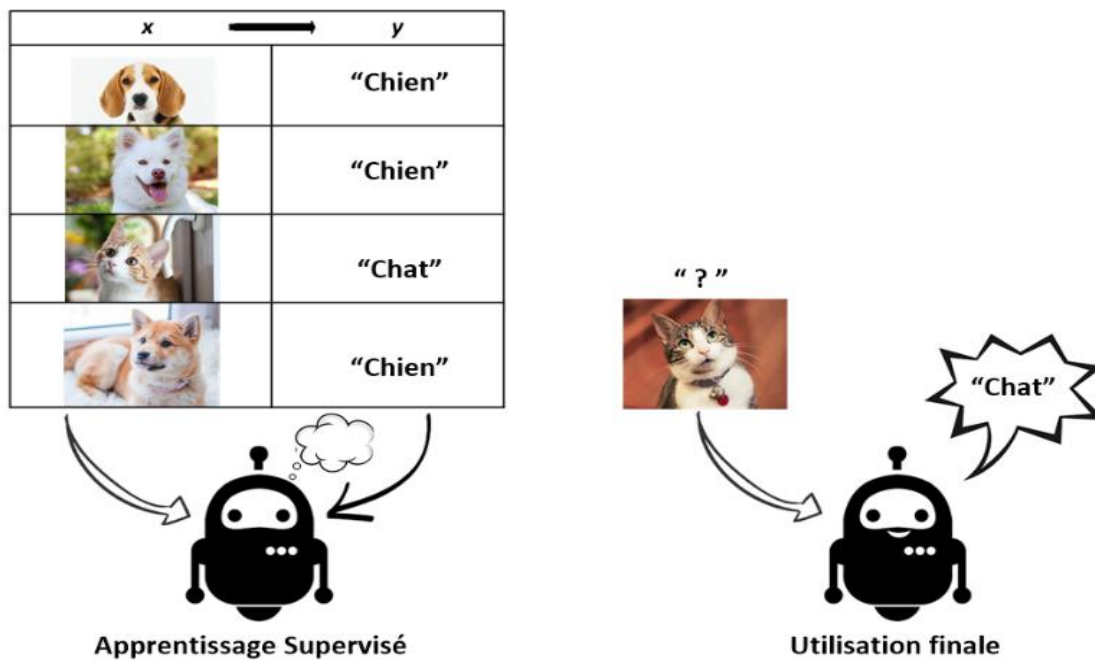 x y
“Chien”
“Chien”
“Chat”
“Chien”
“ ? ”
“Chat”
Apprentissage Supervisé
Utilisation finale